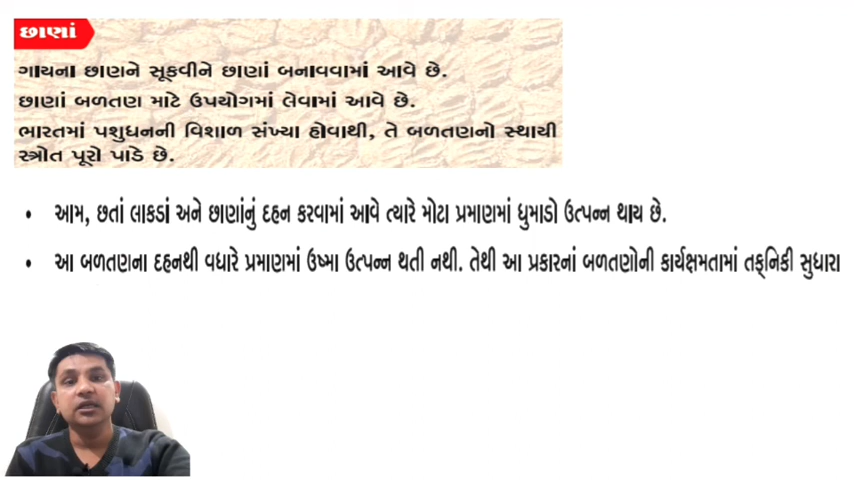 છાણાં
ગાયના છાણને સૂકવીને છાણાં બનાવવામાં આવે છે.
છાણાં બળતણ માટે ઉપયોગમાં લેવામાં આવે છે.
ભારતમાં પશુધનની વિશાળ સંખ્યા હોવાથી, તે બળતણનો સ્થાયી
સ્ત્રોત પૂરો પાડે છે.
• આમ, છતાં લાકડાં અને છાણાંનું દહન કરવામાં આવે ત્યારે મોટા પ્રમાણમાં ધુમાડો ઉત્પન્ન થાય છે.
• આ બળતણના દહનથી વધારે પ્રમાણમાં ઉષ્મા ઉત્પન્ન થતી નથી. તેથી આ પ્રકારનાં બળતણોની કાર્યક્ષમતામાં તક્નિકી સુધારા